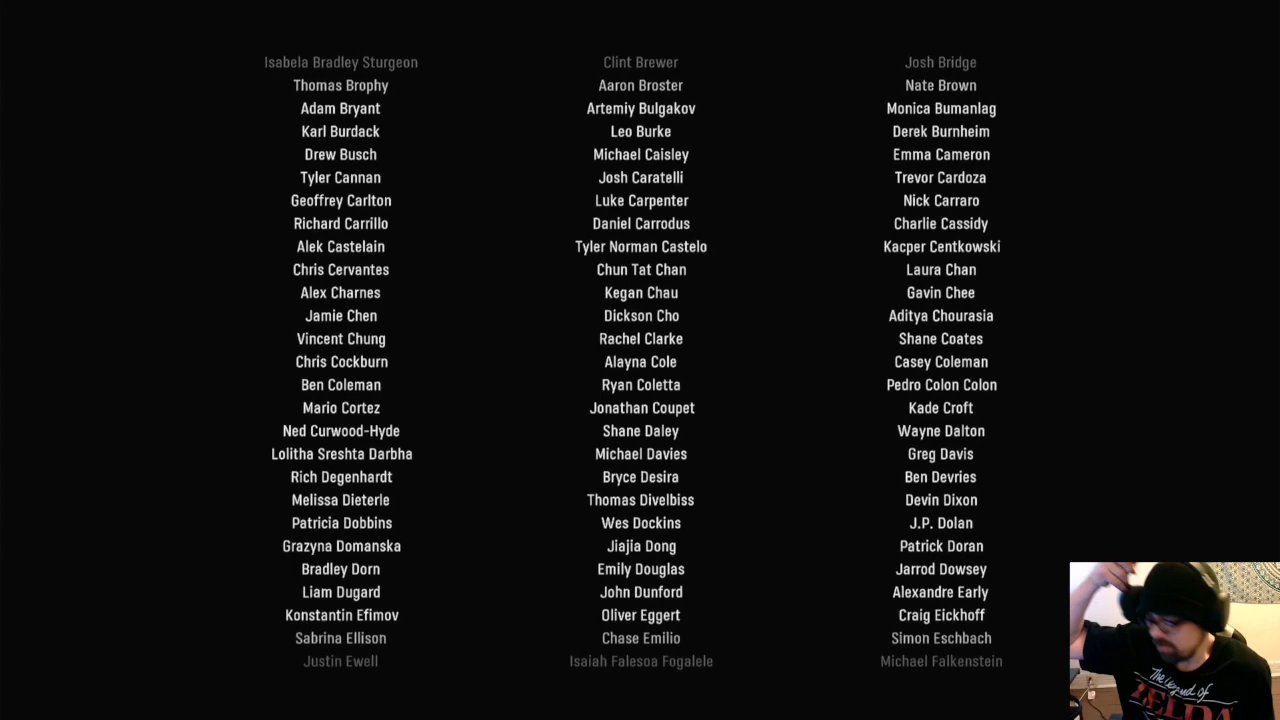 Isabela Bradley Sturgeon Clint Brewer Josh Bridge
Thomas Brophy Aaron Broster Nate Brown
Adam Bryant Artemiy Bulgakov Monica Bumanlag
Karl Burdack Leo Burke Derek Burnheim
Drew Busch Michael Caisley Emma Cameron
Tyler Cannan Josh Caratelli Trevor Cardoza
Geoffrey Carlton Luke Carpenter Nick Carraro
Richard Carrillo Daniel Carrodus Charlie Cassidy
Alek Castelain Tyler Norman Castelo Kacper Centkowski
Chris Cervantes Chun Tat Chan Laura Chan
Alex Charnes Kegan Chau Gavin Chee
Jamie Chen Dickson Cho Aditya Chourasia
Vincent Chung Rachel Clarke Shane Coates
Chris Cockburn Alayna Cole Casey Coleman
Ben Coleman Ryan Coletta Pedro Colon Colon
Mario Cortez Jonathan Coupet Kade Croft
Ned Curwood-Hyde Shane Daley Wayne Dalton
Lolitha Sreshta Darbha Michael Davies Greg Davis
Rich Degenhardt Bryce Desira Ben Devries
Melissa Dieterle Thomas Divelbiss Devin Dixon
Patricia Dobbins Wes Dockins J.P. Dolan
Grazyna Domanska Jiajia Dong Patrick Doran
Bradley Dorn Emily Douglas Jarrod Dowsey
Liam Dugard John Dunford Alexandre Early
Konstantin Efimov Oliver Eggert Craig Eickhoff
Sabrina Ellison Chase Emilio Simon Eschbach
Justin Ewell Isaiah Falesoa Fogalele Michael Falkenstein
The Legend of
ZELDA